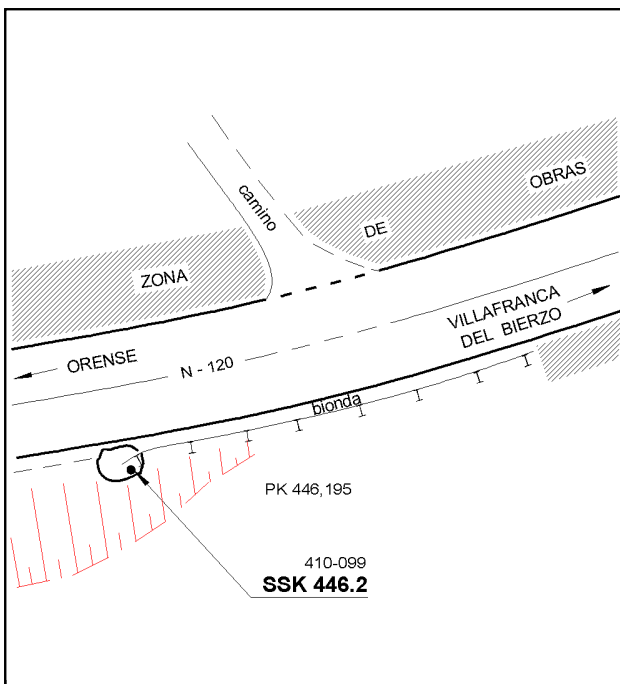 camino
OBRAS
DE
ZONA
VILLAFRANCA
DEL BIERZO
ORENSE
N - 120
bionda
PK 446,195
410-099
SSK 446.2